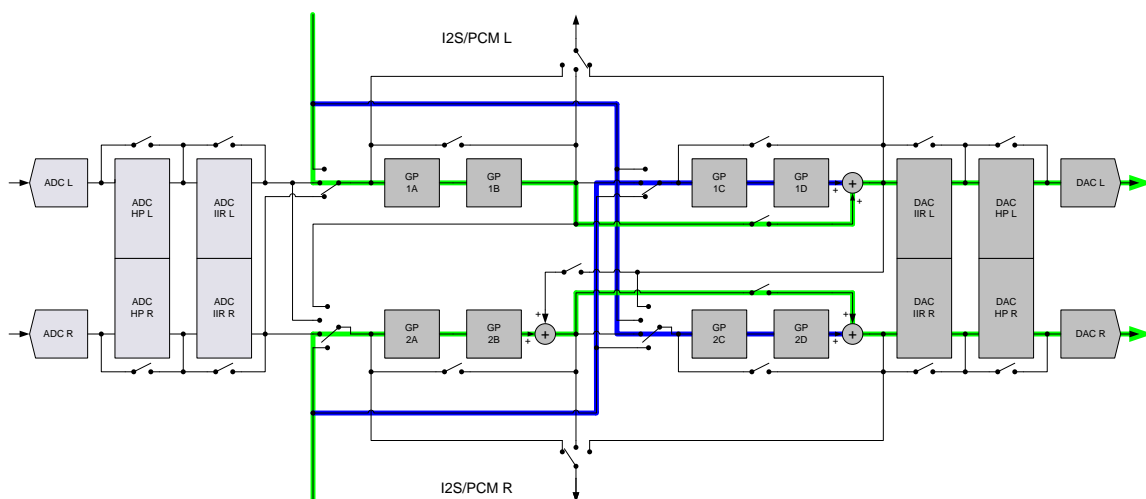 I2S/PCM L
ADC L
ADC
HP L
ADC
IIR L
GP
1A
GP
1B
GP
1C
GP
1D
+
+
+
DAC
IIR L
DAC
HP L
DAC L
ADC R
ADC
HP R
ADC
IIR R
GP
2A
GP
2B
+
+
+
GP
2C
GP
2D
+
+
+
DAC
IIR R
DAC
HP R
DAC R
I2S/PCM R